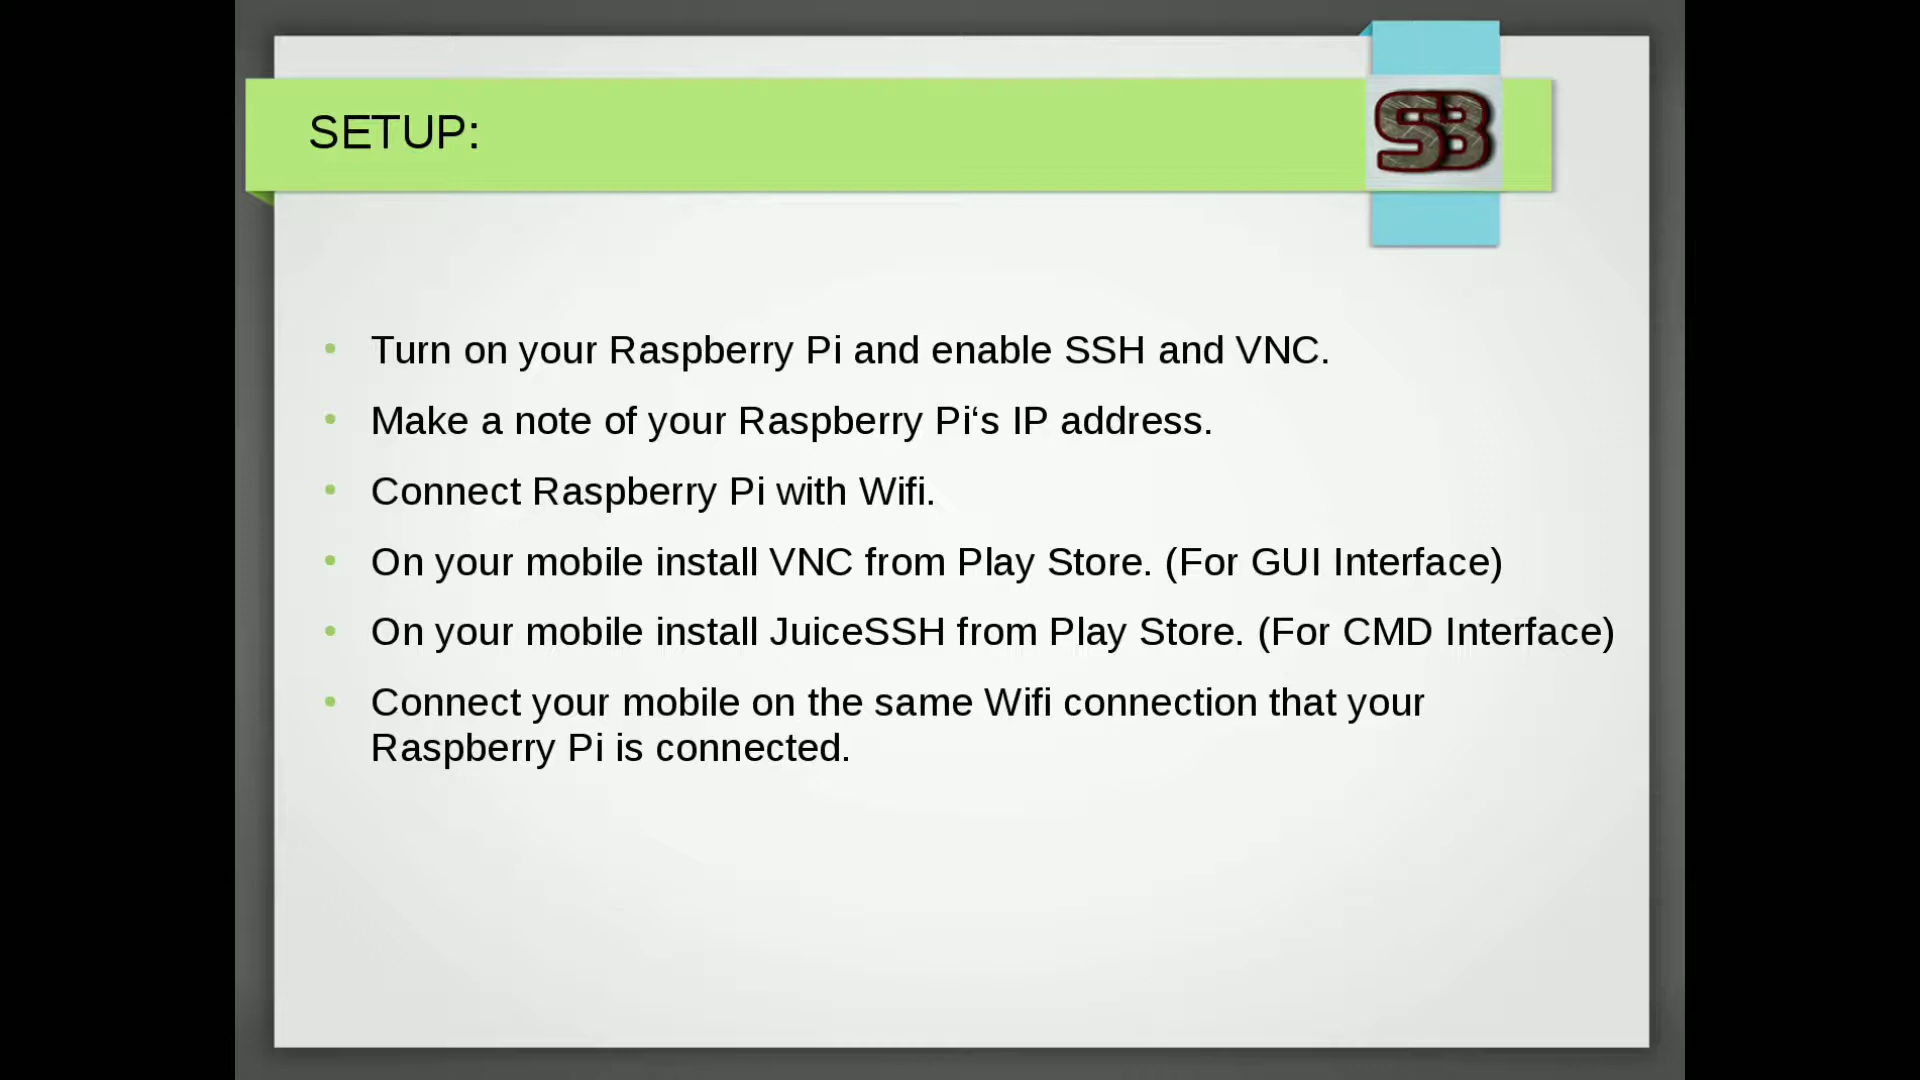 SETUP:
SB
• Turn on your Raspberry Pi and enable SSH and VNC.
• Make a note of your Raspberry Pi‘s IP address.
• Connect Raspberry Pi with Wifi.
• On your mobile install VNC from Play Store. (For GUI Interface)
• On your mobile install JuiceSSH from Play Store. (For CMD Interface)
• Connect your mobile on the same Wifi connection that your
Raspberry Pi is connected.